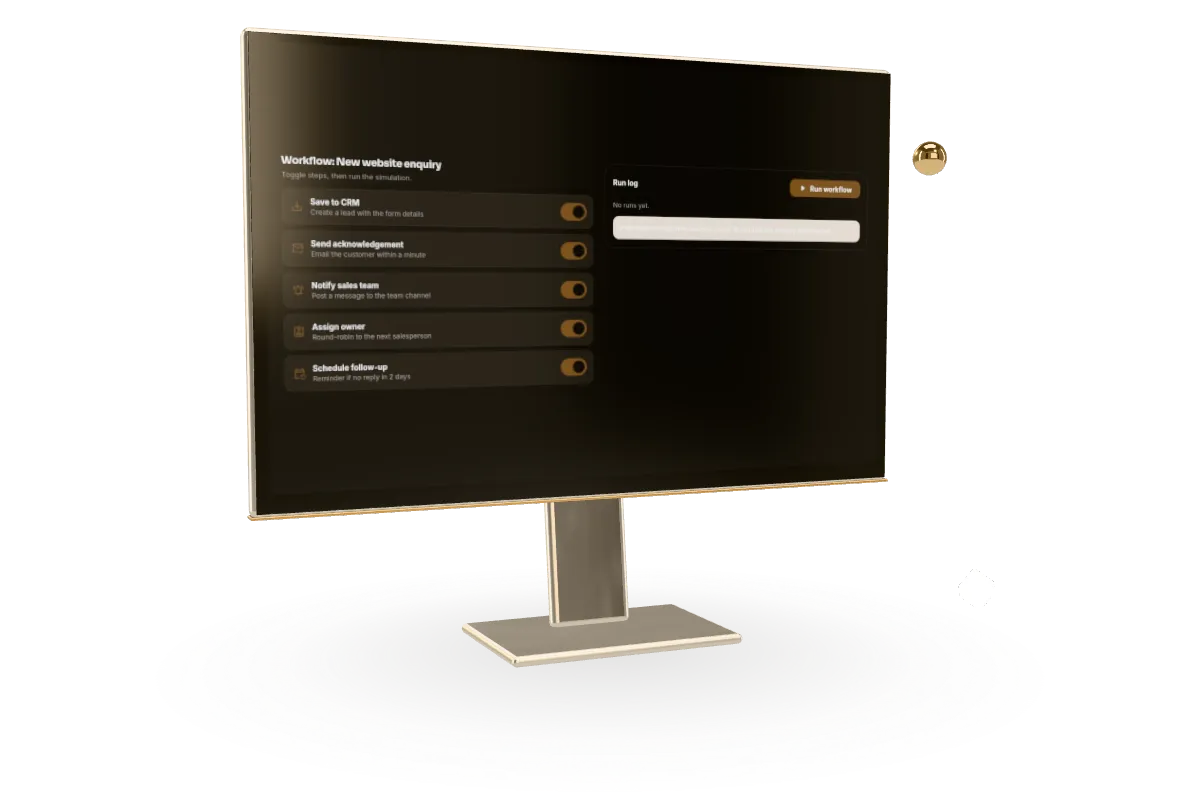 Workflow: New website enquiry
Toggle steps, then run the simulation.
Save to CRM
Create a lead with the form details
Send acknowledgement
Email the customer within a minute
Notify sales team
Post a message to the team channel
Assign owner
Round-robin to the next salesperson
Schedule follow-up
Reminder if no reply in 2 days
Run log
Run workflow
No runs yet.